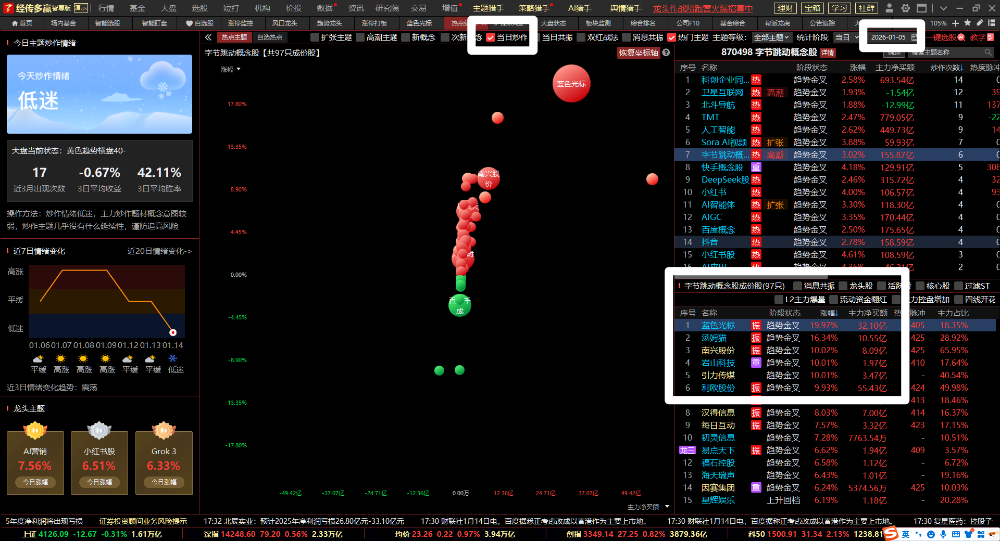 经传多赢 智尊版 演示 行情 基金 大盘 选股 短打 机构 价投 数据 资讯 研究院 交易 增值 主题猎手 策略猎手 AI猎手 舆情猎手 龙头作战陪跑营火爆招募中 理财 宝箱 学习 社群
首页 场内基金 智能选股 智能盯盘 自选股 涨停监控 风口龙头 趋势龙头 涨停打板 蓝色光标 大盘状态 板块监测 综合排名 公司F10 基金综合 帮派龙虎 公告追踪 105%
热点主题 自选热点 扩张主题 高潮主题 新概念 当日炒作 当日共振 双红战法 消息共振 热门主题 主题等级: 全部主题 统计阶段: 当日 2026-01-05 一键选股 教学
今日主题炒作情绪
今天炒作情绪
低迷
大盘当前状态: 黄色趋势横盘40-
17 -0.67% 42.11%
近3月出现次数 3日平均收益 3日平均胜率
操作方法: 炒作情绪低迷, 主力炒作题材概念意图较
弱, 炒作主题几乎没有什么延续性, 谨防追高风险
近7日情绪变化 近20日情绪变化->
高涨
平缓
低迷
01.06 01.07 01.08 01.09 01.12 01.13 01.14
平缓 高涨 高涨 高涨 平缓 平缓 低迷
近3日情绪变化趋势: 震荡
龙头主题
AI营销 小红书股 Grok 3
7.56% 6.51% 6.33%
今日涨幅 今日涨幅 今日涨幅
字节跳动概念股【共97只成份股】 恢复坐标轴 ?
涨幅
17.80%
13.35%
8.90%
4.45%
0.00%
-4.45%
-8.90%
-13.35%
-17.80%
蓝色光标
南兴股
份
成
-49.42亿 -37.07亿 -24.71亿 -12.36亿 0.00万 12.36亿 24.71亿 37.07亿 49.42亿
主力净买额
870498 字节跳动概念股 详情 搜索主题名称
序号 名称 阶段状态 涨幅 主力净买额 炒作次数↓ 热度脉冲
1 科创企业同... 热 趋势金叉 2.58% 693.54亿 14
2 卫星互联网 热 高潮 趋势金叉 1.93% -1.54亿 12
3 北斗导航 热 趋势金叉 1.88% -12.99亿 11
4 TMT 热 趋势金叉 2.47% 779.05亿 9
5 人工智能 热 趋势金叉 2.62% 449.73亿 9
6 Sora AI视频 热 扩张 趋势金叉 3.88% 59.93亿 7
7 字节跳动概... 热 高潮 趋势金叉 3.02% 155.87亿 6
8 快手概念股 重 趋势金叉 4.18% 129.91亿 5
9 DeepSeek股 热 趋势金叉 2.46% 315.72亿 4
10 小红书 热 趋势金叉 4.00% 106.57亿 4
11 AI智能体 热 扩张 趋势金叉 3.30% 118.30亿 4
12 AIGC 热 趋势金叉 3.35% 170.44亿 4
13 百度概念 热 趋势金叉 2.50% 175.65亿 4
14 抖音 热 趋势金叉 2.78% 158.59亿 4
15 小红书股 热 趋势金叉 4.61% 108.59亿 3
字节跳动概念股成份股(97只) 消息共振 龙头股 核心股 过滤ST
L2主力爆量 流动资金翻红 力控盘增加 四线开花
序号 名称 阶段状态 涨幅↓ 主力净买额 脉冲 主力占比
1 蓝色光标 振 趋势金叉 19.97% 32.10亿 405 18.35%
2 汤姆猫 振 趋势金叉 16.34% 10.55亿 425 28.92%
3 南兴股份 振 趋势金叉 10.02% 8.09亿 425 65.95%
4 岩山科技 重 趋势金叉 10.01% 1.97亿 410 17.64%
5 引力传媒 趋势金叉 10.01% 3.47亿 - 40.54%
6 利欧股份 振 趋势金叉 9.93% 55.43亿 424 49.98%
413 18.46%
8 汉得信息 振 趋势金叉 8.03% 7.00亿 414 16.37%
9 每日互动 振 趋势金叉 7.57% 3.32亿 423 17.15%
10 初灵信息 趋势金叉 7.28% 7763.54万 - 10.51%
龙三 易点天下 振 趋势金叉 6.62% 1.94亿 409 3.57%
12 福石控股 趋势金叉 6.58% 1.12亿 - 6.72%
13 海天瑞声 趋势金叉 6.43% 1.01亿 - 19.16%
14 因赛集团 重 趋势金叉 6.24% 5374.56万 425 10.03%
15 星辉娱乐 上升回档 6.19% 1.18亿 - 20.28%
5年度净利润将出现亏损 证券投资顾问业务风险提示 17:32 北辰实业: 预计2025年净利润亏损26.80亿元-33.10亿元 17:30 财联社1月14日电, 百度据悉正考虑改成以香港作为主要上市地。 17:30 财联社1月14日电, 百度据称正考虑改成以香港作为主要上市地。 17:30 复星医药: 控股子
上证 4126.09 -12.67 -0.31% 1.61万亿 深指 14248.60 79.20 0.56% 2.33万亿 均价 23.26 0.22 0.97% 3.94万亿 创指 3349.14 27.25 0.82% 3879.36亿 科50 1500.91 31.34 2.13% 1238.81 英